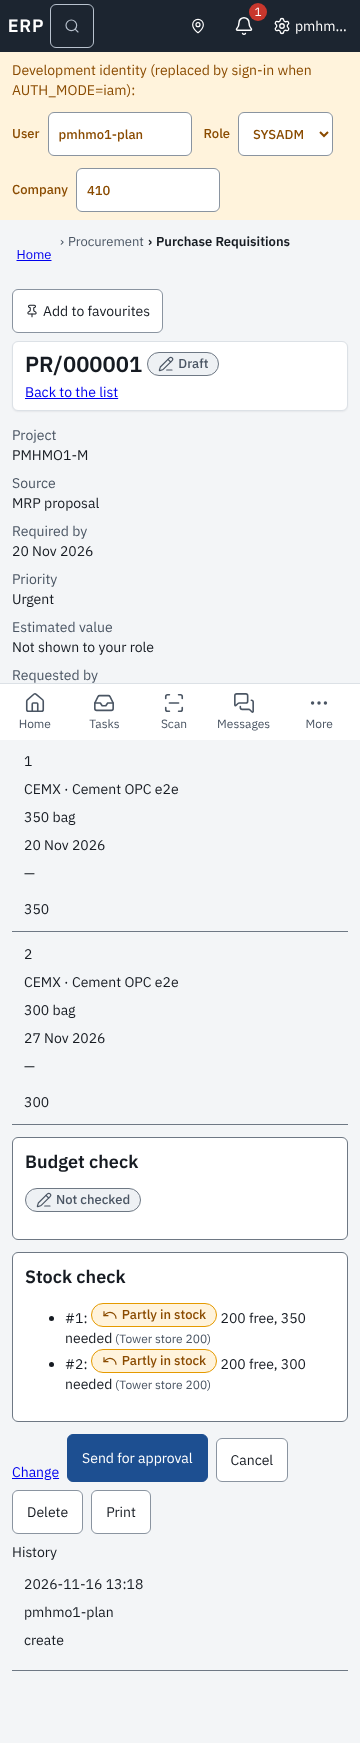 ERP
1
pmhm...
Development identity (replaced by sign-in when
AUTH_MODE=iam):
User pmhmo1-plan Role SYSADM
Company 410
Home › Procurement › Purchase Requisitions
Add to favourites
PR/000001 Draft
Back to the list
Project
PMHMO1-M
Source
MRP proposal
Required by
20 Nov 2026
Priority
Urgent
Estimated value
Not shown to your role
Requested by
Home Tasks Scan Messages More
1
CEMX · Cement OPC e2e
350 bag
20 Nov 2026
—
350
2
CEMX · Cement OPC e2e
300 bag
27 Nov 2026
—
300
Budget check
Not checked
Stock check
• #1: Partly in stock 200 free, 350
needed (Tower store 200)
• #2: Partly in stock 200 free, 300
needed (Tower store 200)
Change Send for approval Cancel
Delete Print
History
2026-11-16 13:18
pmhmo1-plan
create